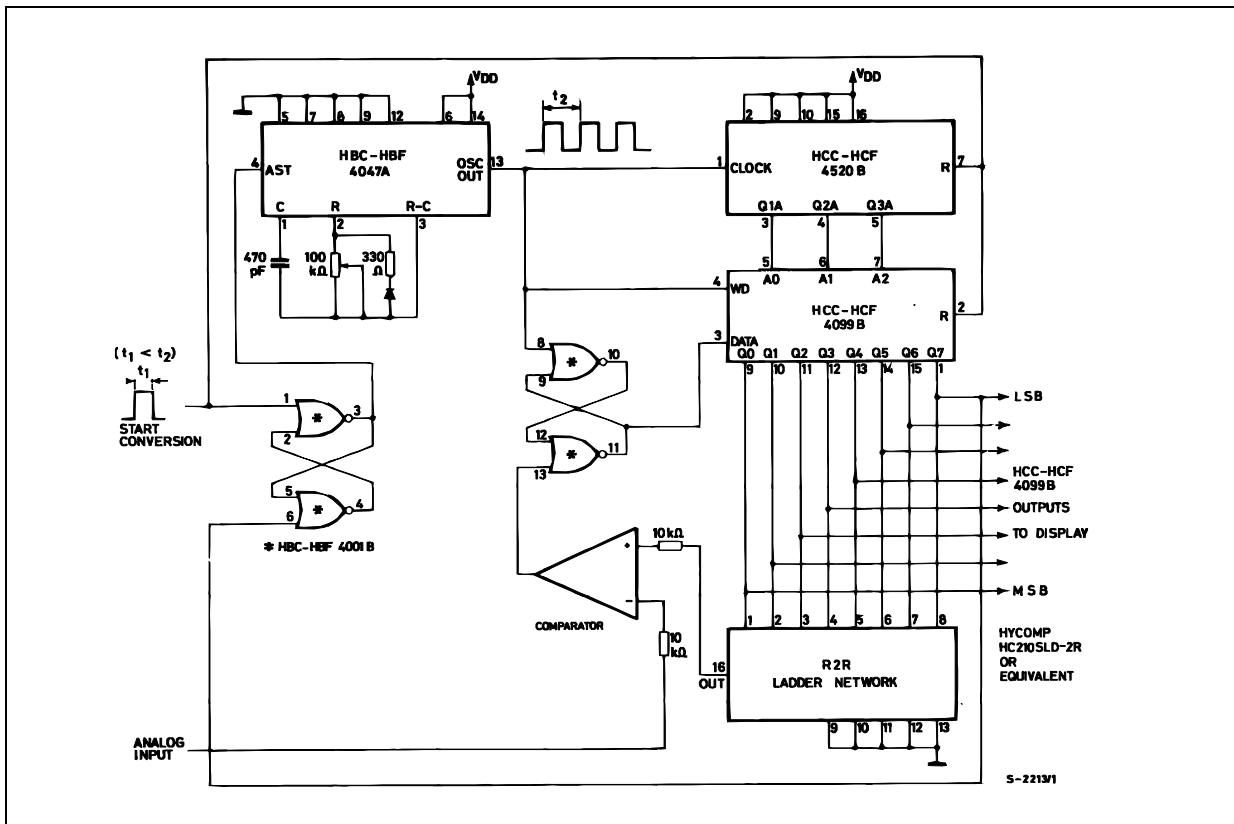 VDD
5 7 8 9 12 6 14
HBC-HBF
4047A
4 AST
OSC
OUT
13
C R R-C
1 2 3
470
pF
100
kΩ
330
Ω
t2
VDD
2 9 10 15 16
HCC-HCF
4520B
1 CLOCK
R 7
Q1A Q2A Q3A
3 4 5
5 6 7
A0 A1 A2
4 WD
HCC-HCF
4099B
R 2
3 DATA
Q0 Q1 Q2 Q3 Q4 Q5 Q6 Q7
9 10 11 12 13 14 15 1
(t1 < t2)
t1
START
CONVERSION
1
2
* 3
5
6
* 4
* HBC-HBF 4001B
8
9
* 10
12
13
* 11
LSB
HCC-HCF
4099B
OUTPUTS
TO DISPLAY
MSB
+
10kΩ
−
COMPARATOR
10
kΩ
1 2 3 4 5 6 7 8
16
OUT
R2R
LADDER NETWORK
9 10 11 12 13
HYCOMP
HC210SLD-2R
OR
EQUIVALENT
ANALOG
INPUT
S-2213/1